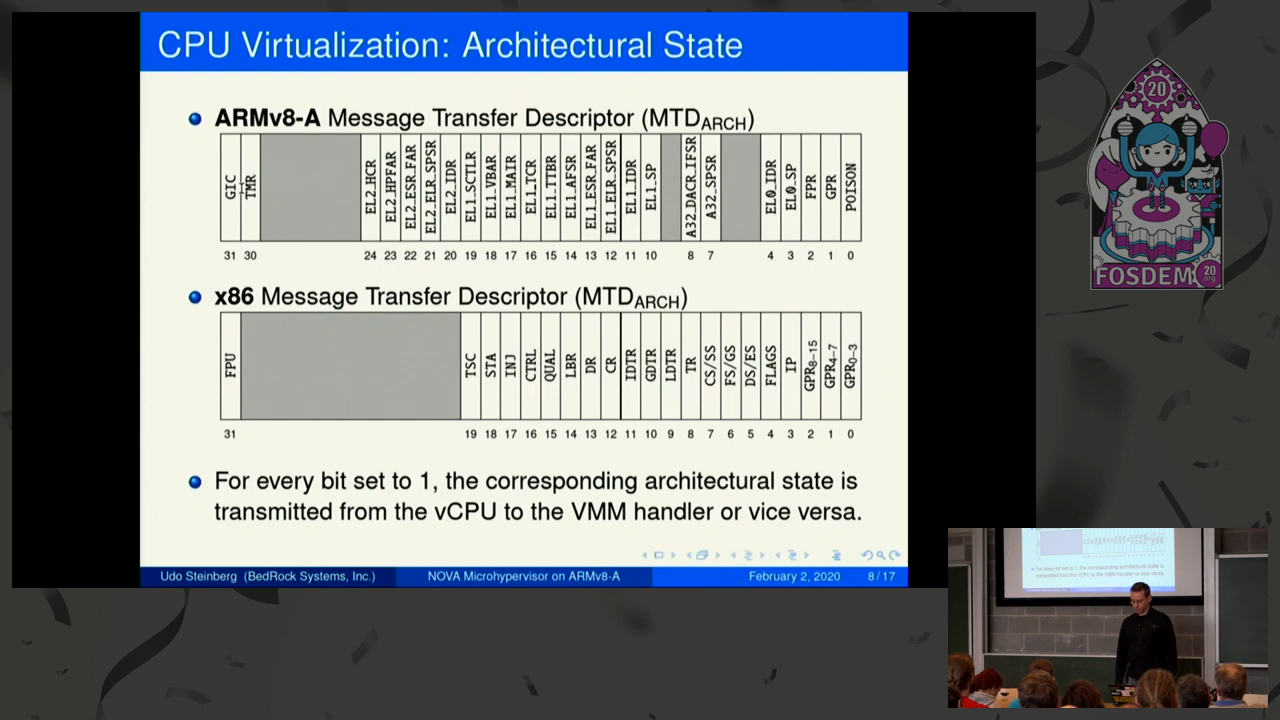 CPU Virtualization: Architectural State
ARMv8-A Message Transfer Descriptor (MTDARCH)
GIC TMR EL2_HCR EL2_HPFAR EL2_ESR_FAR EL2_ELR_SPSR EL2_IDR EL1_SCTLR EL1_VBAR EL1_MAIR EL1_TCR EL1_TTBR EL1_AFSR EL1_ESR_FAR EL1_ELR_SPSR EL1_IDR EL1_SP A32_DACR_IFSR A32_SPSR EL0_IDR EL0_SP FPR GPR POISON
31 30 24 23 22 21 20 19 18 17 16 15 14 13 12 11 10 8 7 4 3 2 1 0
x86 Message Transfer Descriptor (MTDARCH)
FPU TSC STA INJ CTRL QUAL LBR DR CR IDTR GDTR LDTR TR CS/SS FS/GS DS/ES FLAGS IP GPR8–15 GPR4–7 GPR0–3
31 19 18 17 16 15 14 13 12 11 10 9 8 7 6 5 4 3 2 1 0
For every bit set to 1, the corresponding architectural state is
transmitted from the vCPU to the VMM handler or vice versa.
Udo Steinberg (BedRock Systems, Inc.) NOVA Microhypervisor on ARMv8-A February 2, 2020 8 / 17
20
FOSDEM 20
.org